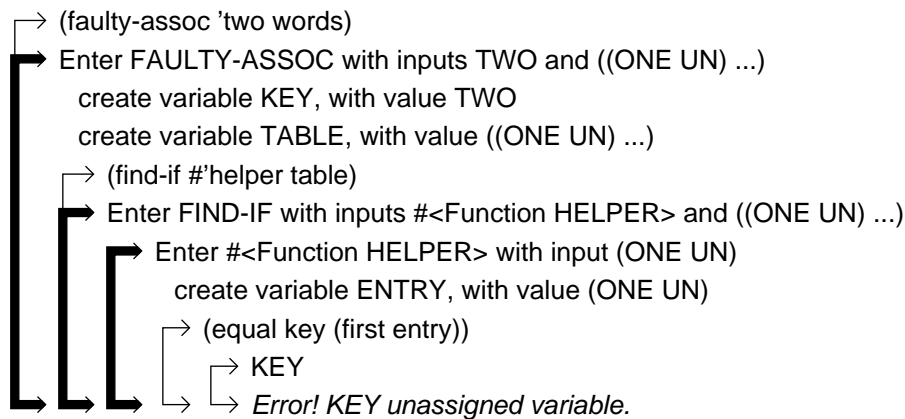 (faulty-assoc ’two words)
Enter FAULTY-ASSOC with inputs TWO and ((ONE UN) ...)
create variable KEY, with value TWO
create variable TABLE, with value ((ONE UN) ...)
(find-if #’helper table)
Enter FIND-IF with inputs #<Function HELPER> and ((ONE UN) ...)
Enter #<Function HELPER> with input (ONE UN)
create variable ENTRY, with value (ONE UN)
(equal key (first entry))
KEY
Error! KEY unassigned variable.